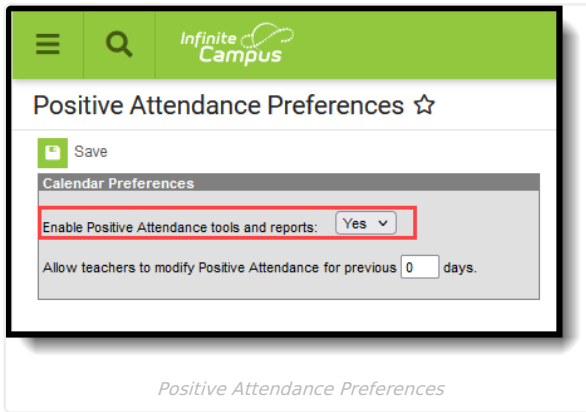 Infinite
Campus
Positive Attendance Preferences
Save
Calendar Preferences
Enable Positive Attendance tools and reports: Yes
Allow teachers to modify Positive Attendance for previous 0 days.
Positive Attendance Preferences